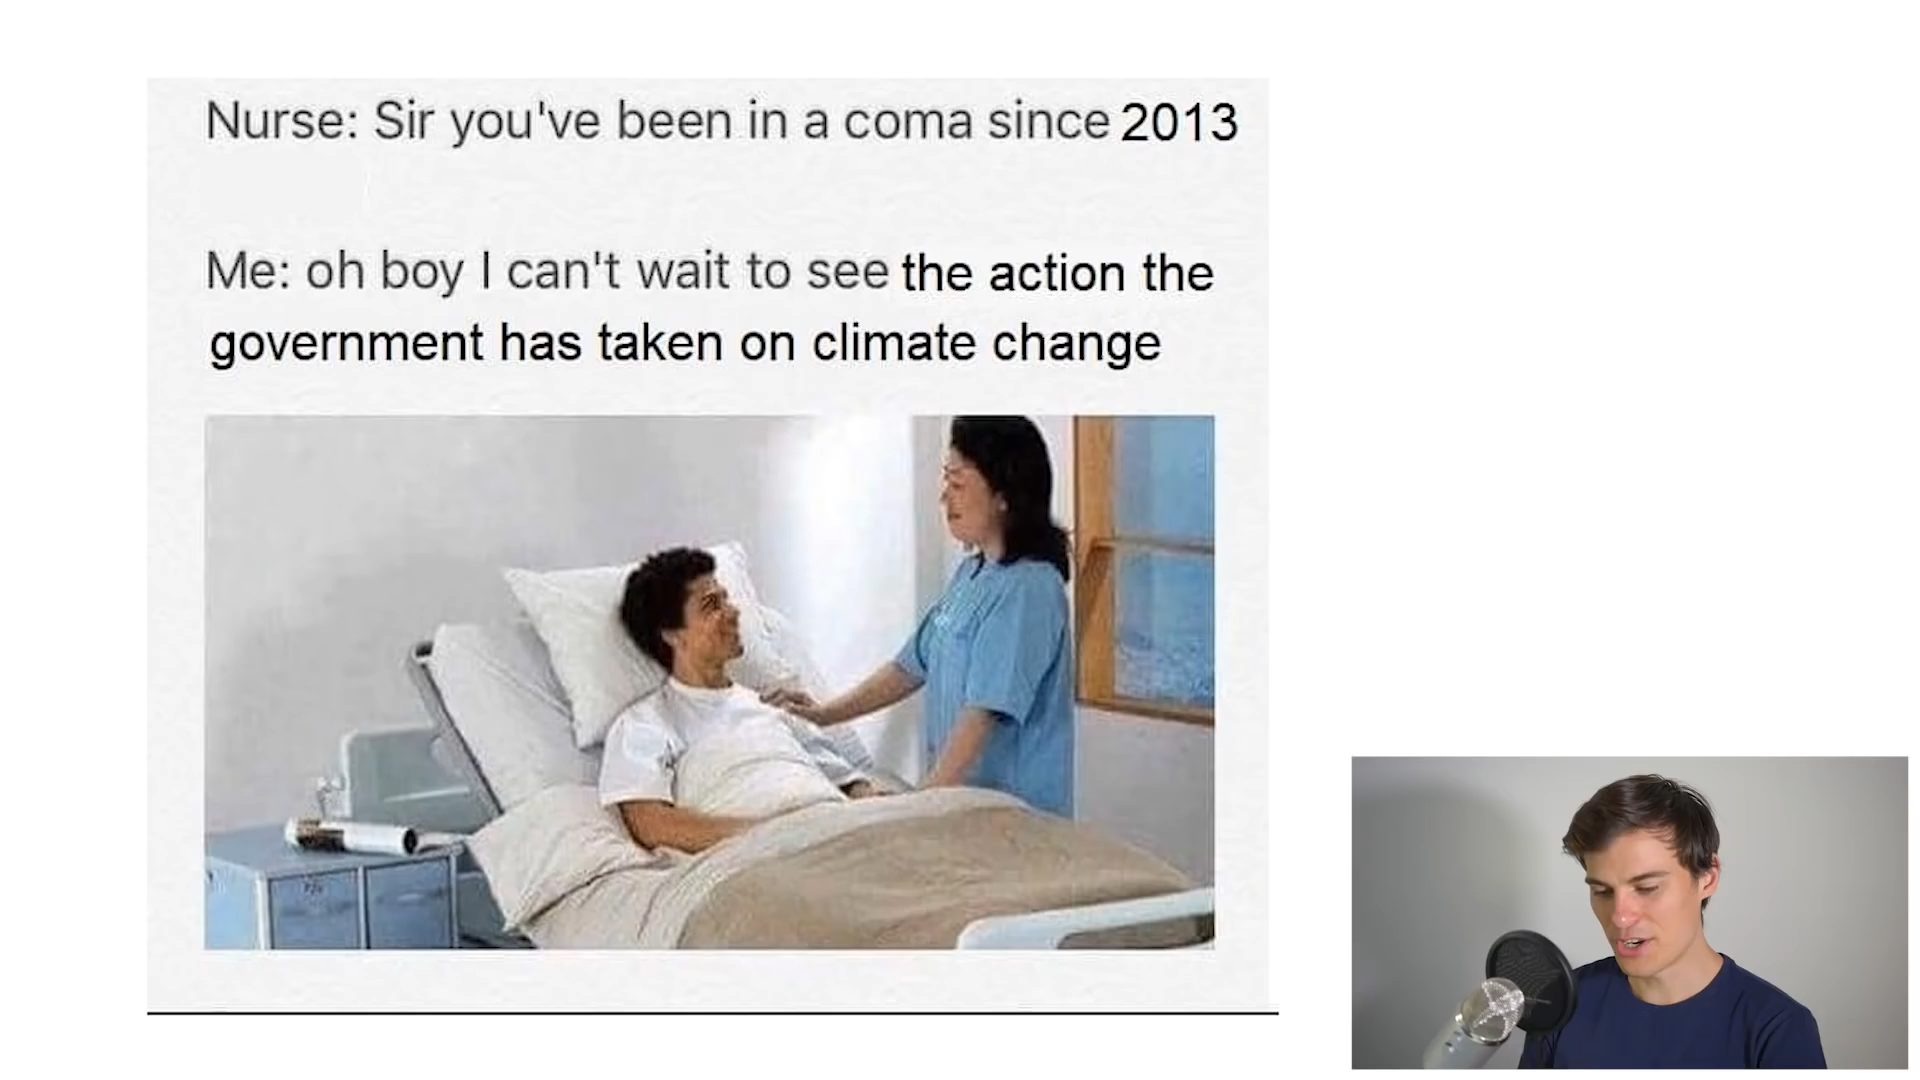 Nurse: Sir you've been in a coma since 2013
Me: oh boy I can't wait to see the action the
government has taken on climate change